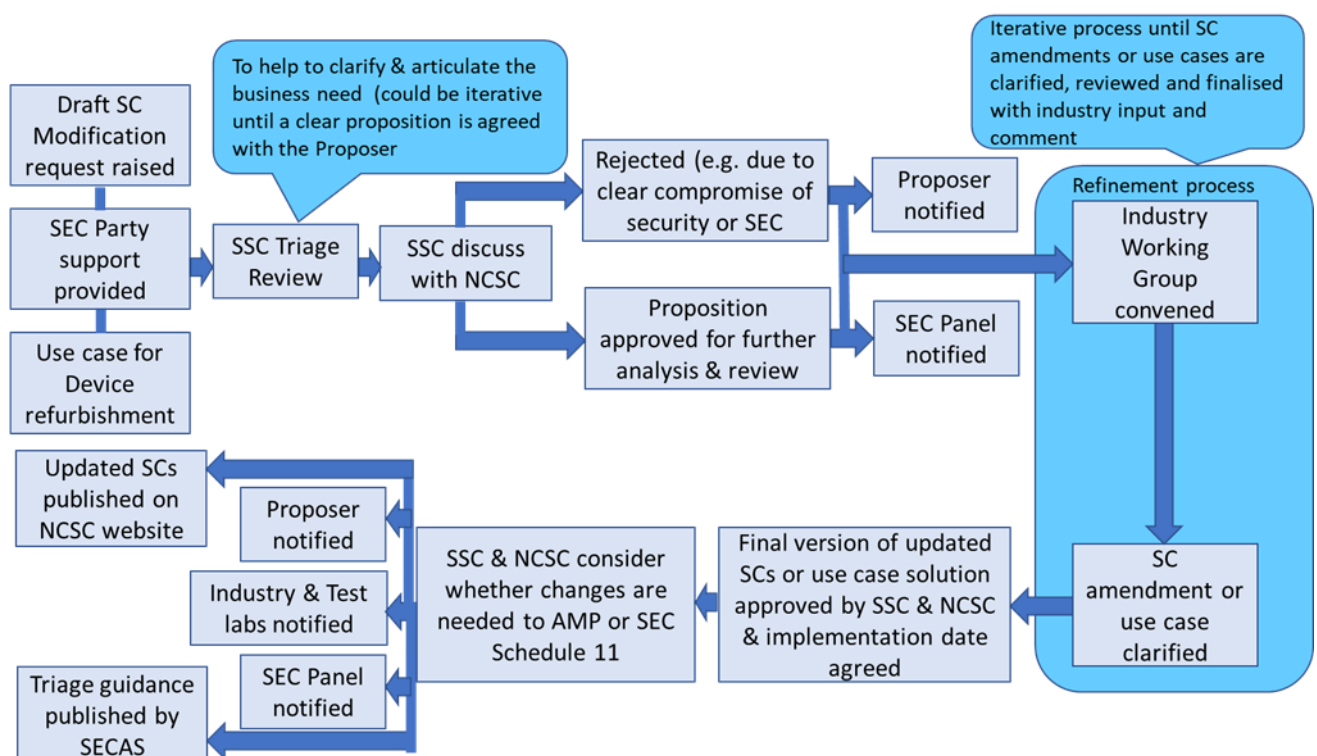 Draft SC
Modification
request raised
SEC Party
support
provided
Use case for
Device
refurbishment
To help to clarify & articulate the
business need  (could be iterative
until a clear proposition is agreed
with the Proposer
SSC Triage
Review
SSC discuss
with NCSC
Rejected (e.g. due to
clear compromise of
security or SEC
Proposition
approved for further
analysis & review
Proposer
notified
SEC Panel
notified
Iterative process until SC
amendments or use cases are
clarified, reviewed and finalised
with industry input and
comment
Refinement process
Industry
Working
Group
convened
SC
amendment or
use case
clarified
Final version of updated
SCs or use case solution
approved by SSC & NCSC
& implementation date
agreed
SSC & NCSC consider
whether changes are
needed to AMP or SEC
Schedule 11
Updated SCs
published on
NCSC website
Proposer
notified
Industry & Test
labs notified
SEC Panel
notified
Triage guidance
published by
SECAS